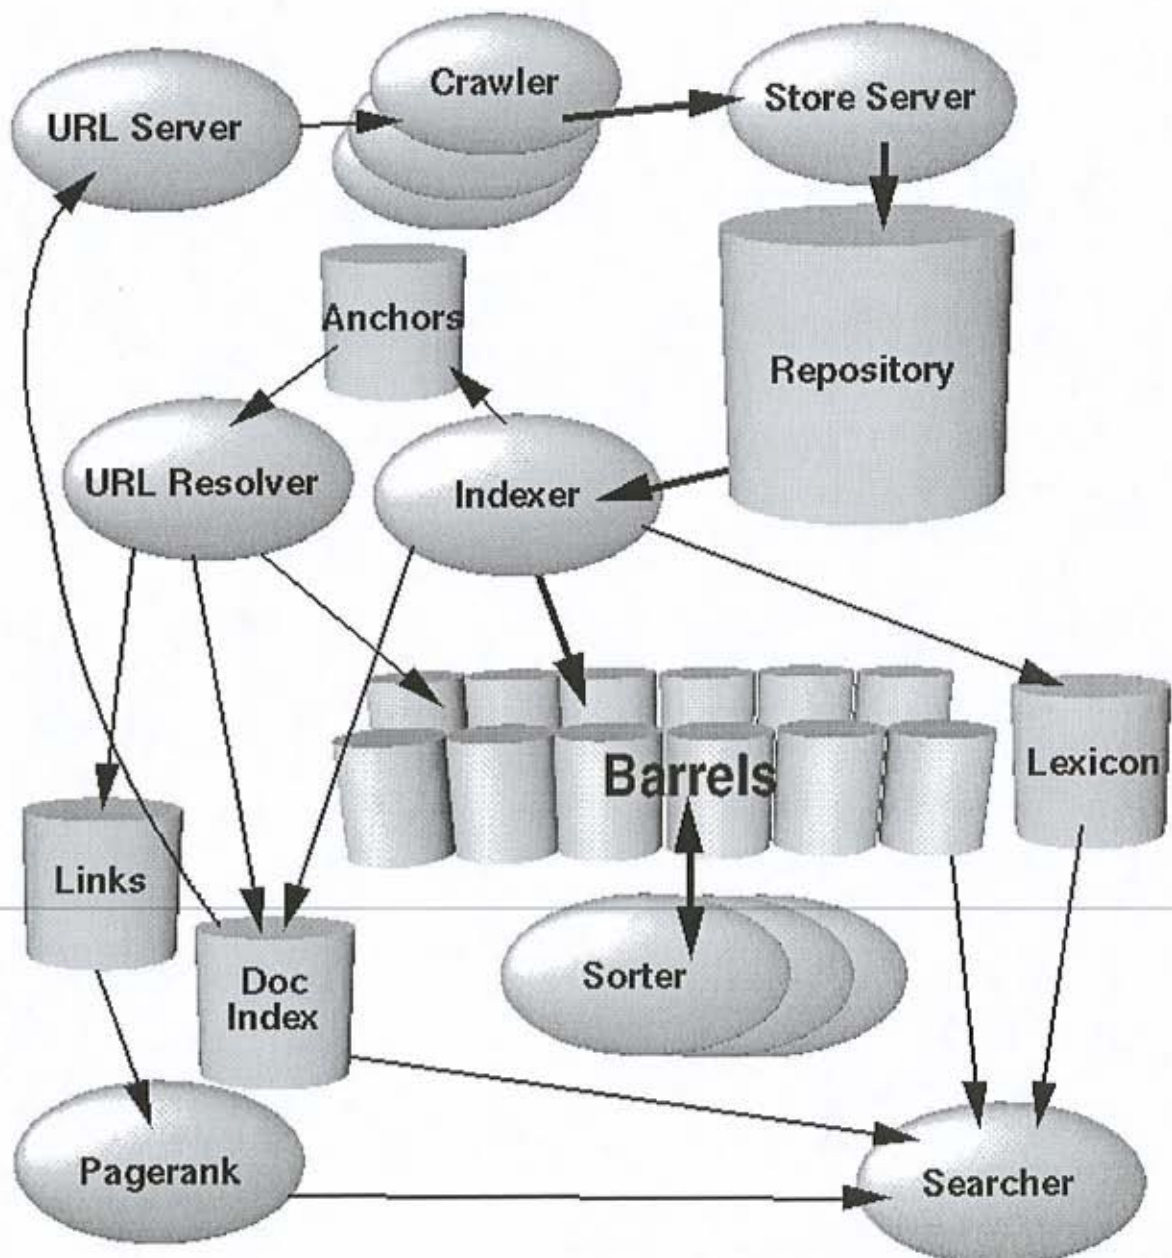 Crawler
Store Server
URL Server
Anchors
Repository
URL Resolver
Indexer
Barrels
Lexicon
Links
Sorter
Doc
Index
Pagerank
Searcher